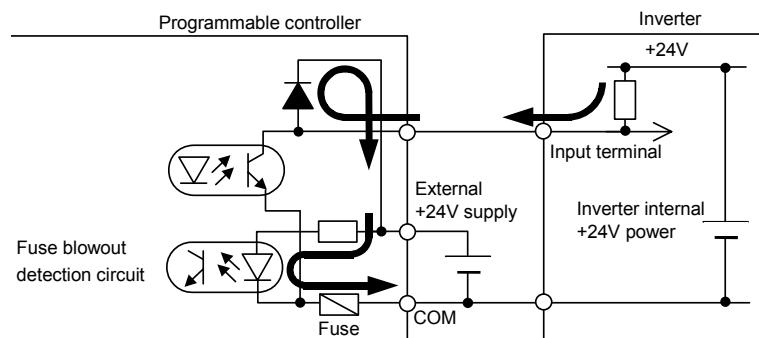 Programmable controller
Inverter
+24V
Input terminal
External
+24V supply
Inverter internal
+24V power
Fuse blowout
detection circuit
Fuse
COM